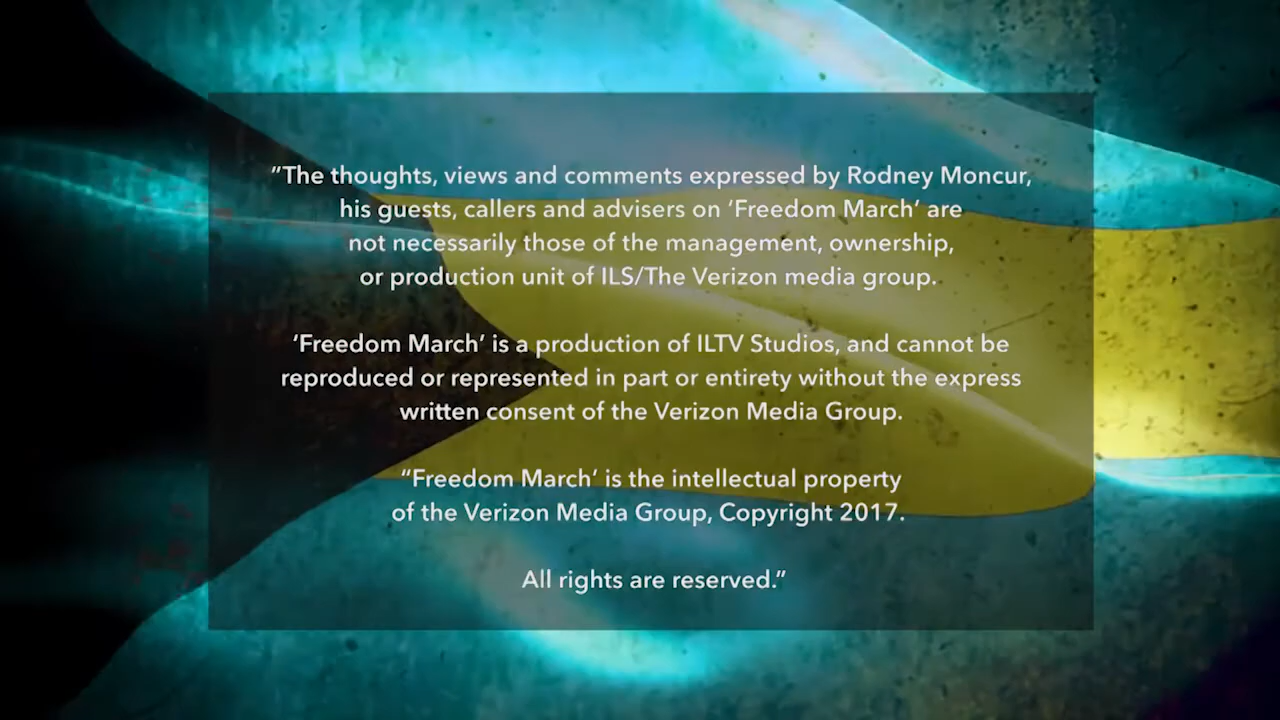 “The thoughts, views and comments expressed by Rodney Moncur,
his guests, callers and advisers on ‘Freedom March‘ are
not necessarily those of the management, ownership,
or production unit of ILS/The Verizon media group.
‘Freedom March’ is a production of ILTV Studios, and cannot be
reproduced or represented in part or entirety without the express
written consent of the Verizon Media Group.
“Freedom March’ is the intellectual property
of the Verizon Media Group, Copyright 2017.
All rights are reserved.”